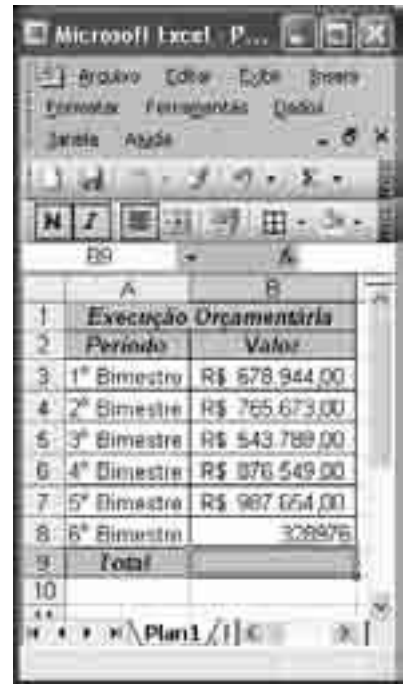 Microsoft Excel - P...
Arquivo Editar Exibir Inserir
Formatar Ferramentas Dados
Janela Ajuda
N I
B9
A B
1 Execução Orçamentária
2 Período Valor
3 1º Bimestre R$ 678.944,00
4 2º Bimestre R$ 765.673,00
5 3º Bimestre R$ 543.789,00
6 4º Bimestre R$ 876.549,00
7 5º Bimestre R$ 987.654,00
8 6º Bimestre 328976
9 Total
10
Plan1